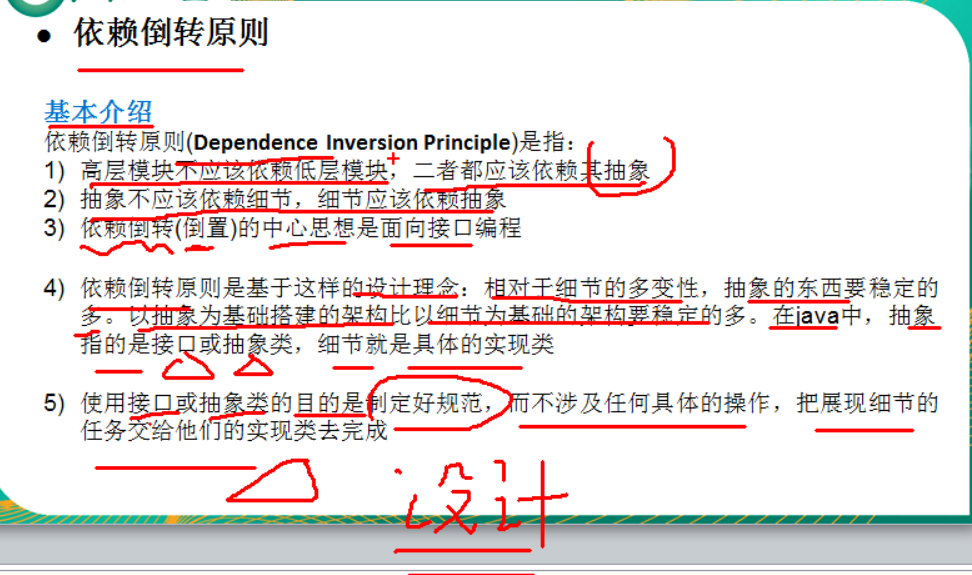 ● 依赖倒转原则
基本介绍
依赖倒转原则(Dependence Inversion Principle)是指：
1) 高层模块不应该依赖低层模块，二者都应该依赖其抽象
2) 抽象不应该依赖细节，细节应该依赖抽象
3) 依赖倒转(倒置)的中心思想是面向接口编程
4) 依赖倒转原则是基于这样的设计理念：相对于细节的多变性，抽象的东西要稳定的
多。以抽象为基础搭建的架构比以细节为基础的架构要稳定的多。在java中，抽象
指的是接口或抽象类，细节就是具体的实现类
5) 使用接口或抽象类的目的是制定好规范，而不涉及任何具体的操作，把展现细节的
任务交给他们的实现类去完成
设计